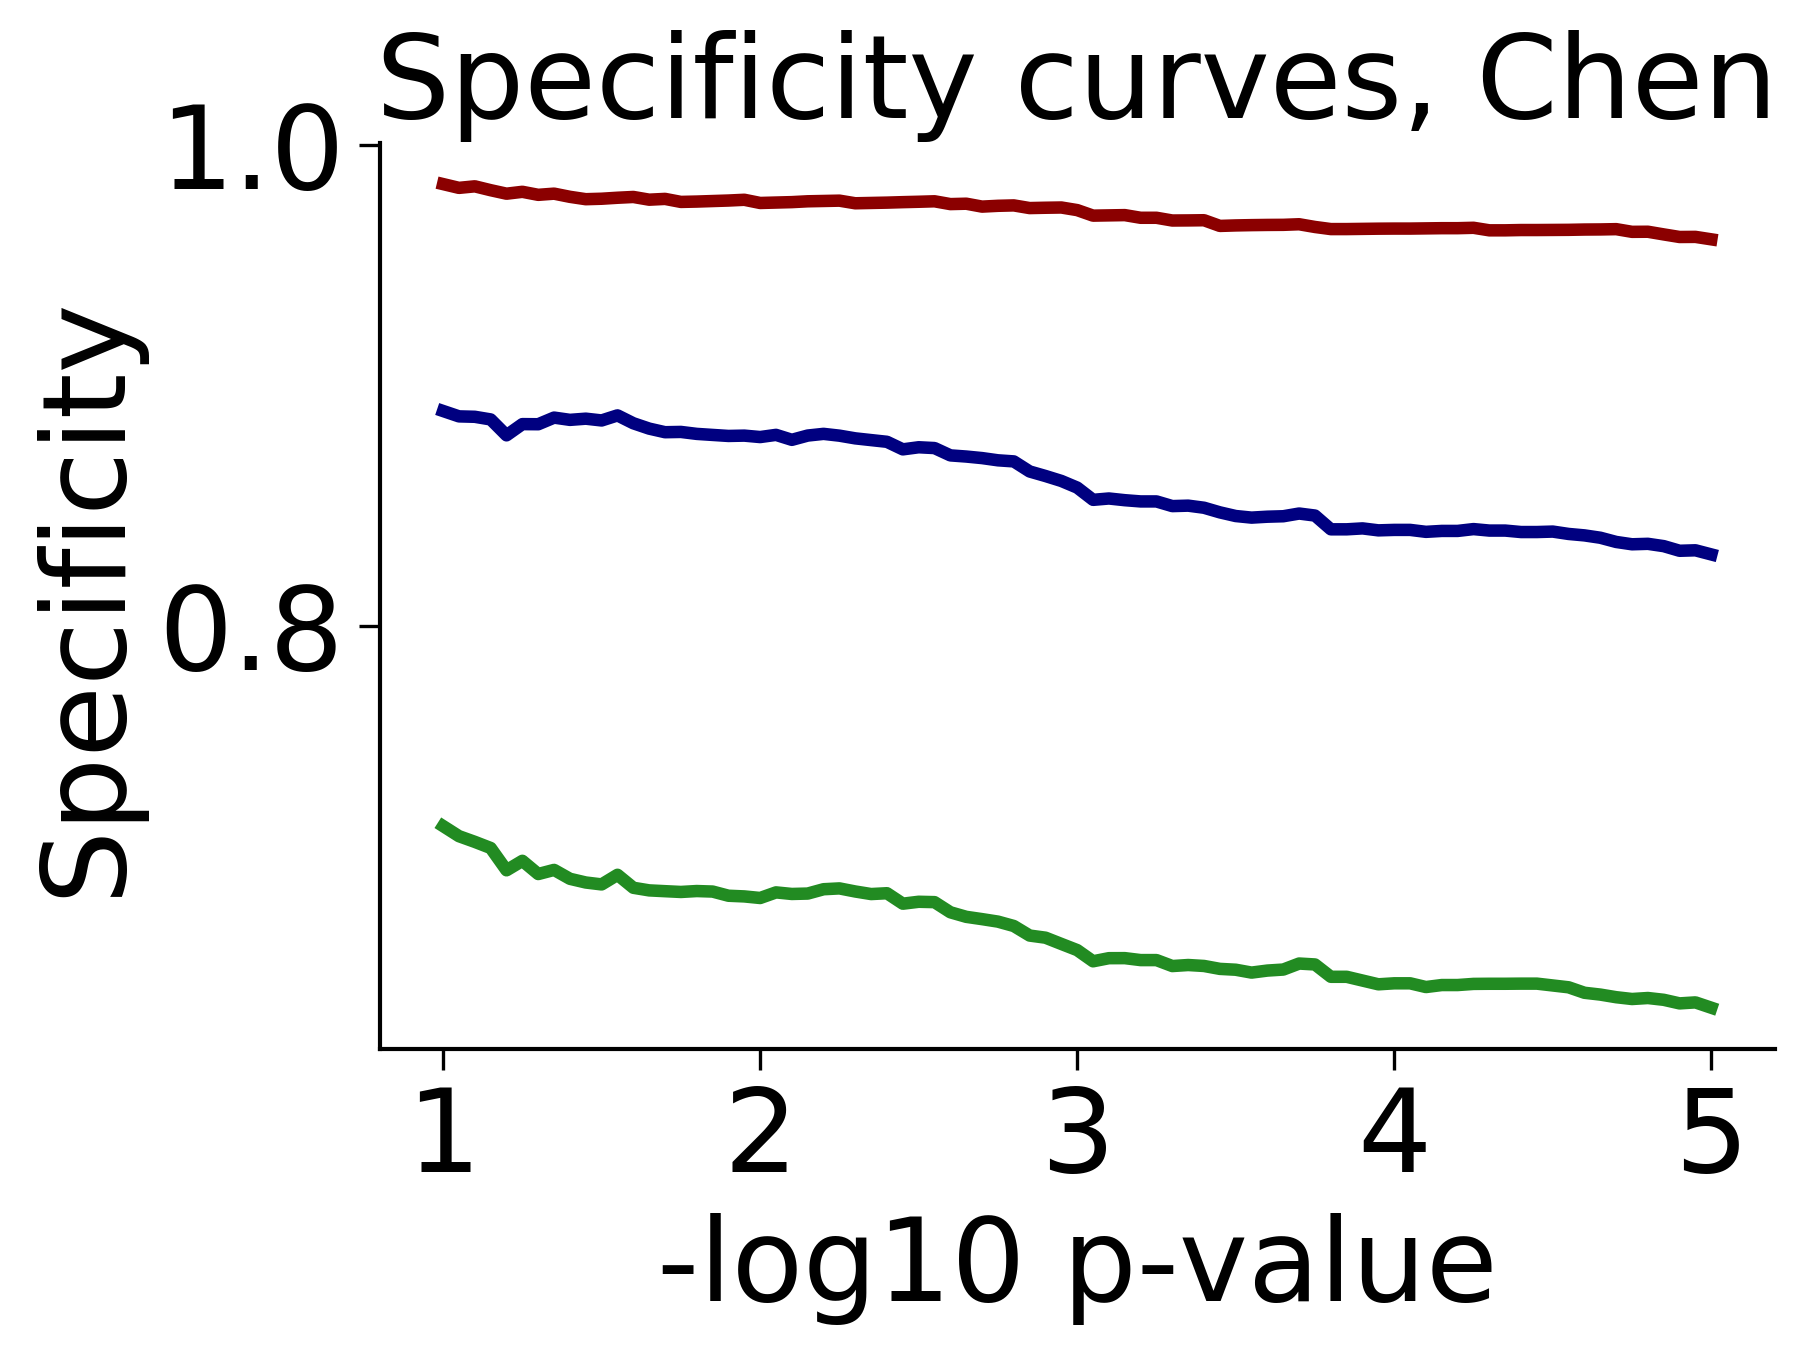 Specificity curves, Chen
1.0
0.8
Specificity
1 2 3 4 5
-log10 p-value